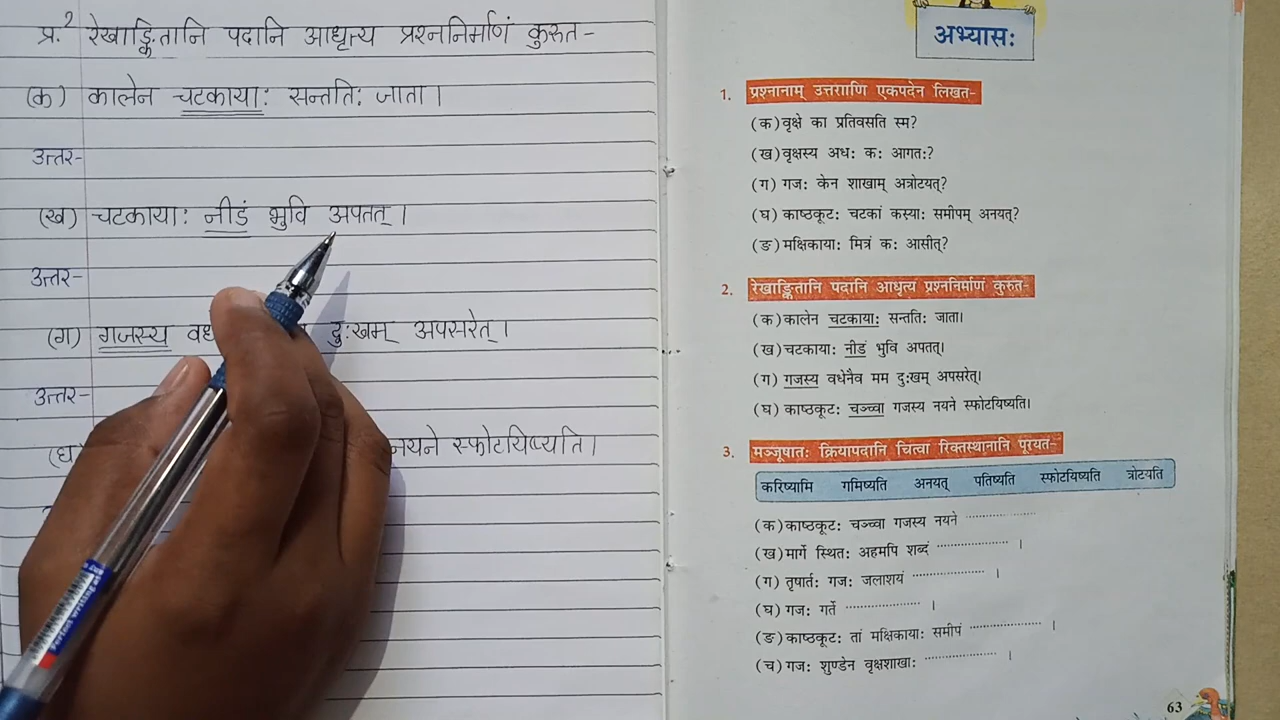 प्र.² रेखाङ्कितानि पदानि आधृत्य प्रश्ननिर्माणं कुरुत-
(क) कालेन चटकायाः सन्ततिः जाता।
उत्तर-
(ख) चटकायाः नीडं भुवि अपतत्।
उत्तर-
(ग) गजस्य दुःखम् अपसरेत्।
उत्तर-
नयने स्फोटयिष्यति।
अभ्यासः
1. प्रश्नानाम् उत्तराणि एकपदेन लिखत-
(क) वृक्षे का प्रतिवसति स्म?
(ख) वृक्षस्य अधः कः आगतः?
(ग) गजः केन शाखाम् अत्रोटयत्?
(घ) काष्ठकूटः चटकां कस्याः समीपम् अनयत्?
(ङ) मक्षिकायाः मित्रं कः आसीत्?
2. रेखाङ्कितानि पदानि आधृत्य प्रश्ननिर्माणं कुरुत-
(क) कालेन चटकायाः सन्ततिः जाता।
(ख) चटकायाः नीडं भुवि अपतत्।
(ग) गजस्य वधेनैव मम दुःखम् अपसरेत्।
(घ) काष्ठकूटः चञ्च्वा गजस्य नयने स्फोटयिष्यति।
3. मञ्जूषातः क्रियापदानि चित्वा रिक्तस्थानानि पूरयत-
करिष्यामि गमिष्यति अनयत् पतिष्यति स्फोटयिष्यति त्रोटयति
(क) काष्ठकूटः चञ्च्वा गजस्य नयने ..................
(ख) मार्गे स्थितः अहमपि शब्दं .................. ।
(ग) तृषार्तः गजः जलाशयं .................. ।
(घ) गजः गर्ते .................. ।
(ङ) काष्ठकूटः तां मक्षिकायाः समीपं .................. ।
(च) गजः शुण्डेन वृक्षशाखाः .................. ।
63
Perfect writing